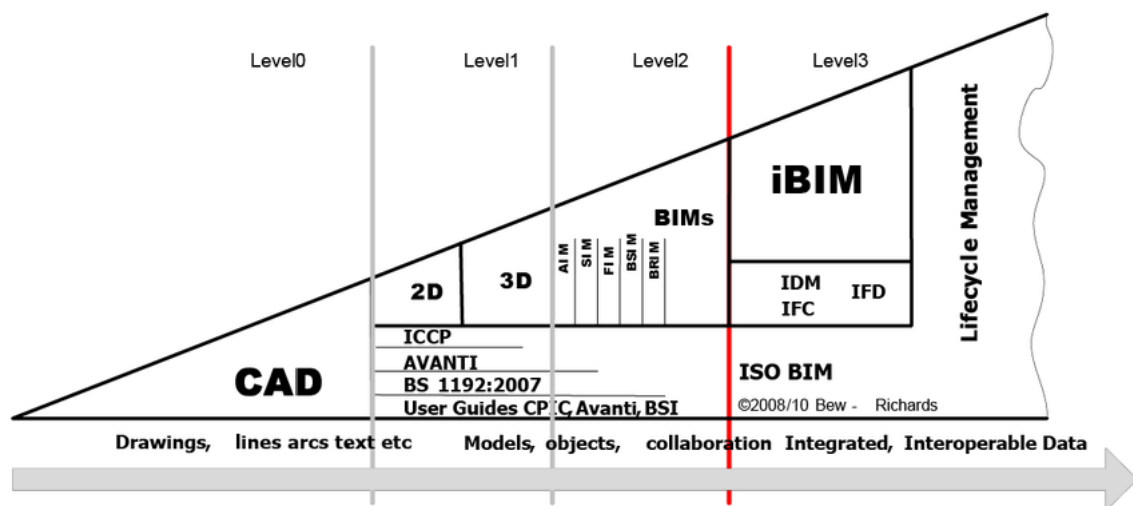 Level0
Level1
Level2
Level3
iBIM
BIMs
AIM
SIM
FIM
BSIM
BRIM
2D
3D
IDM
IFD
IFC
Lifecycle Management
ICCP
AVANTI
BS 1192:2007
User Guides CPIC, Avanti, BSI
CAD
ISO BIM
©2008/10 Bew - Richards
Drawings, lines arcs text etc Models, objects, collaboration Integrated, Interoperable Data